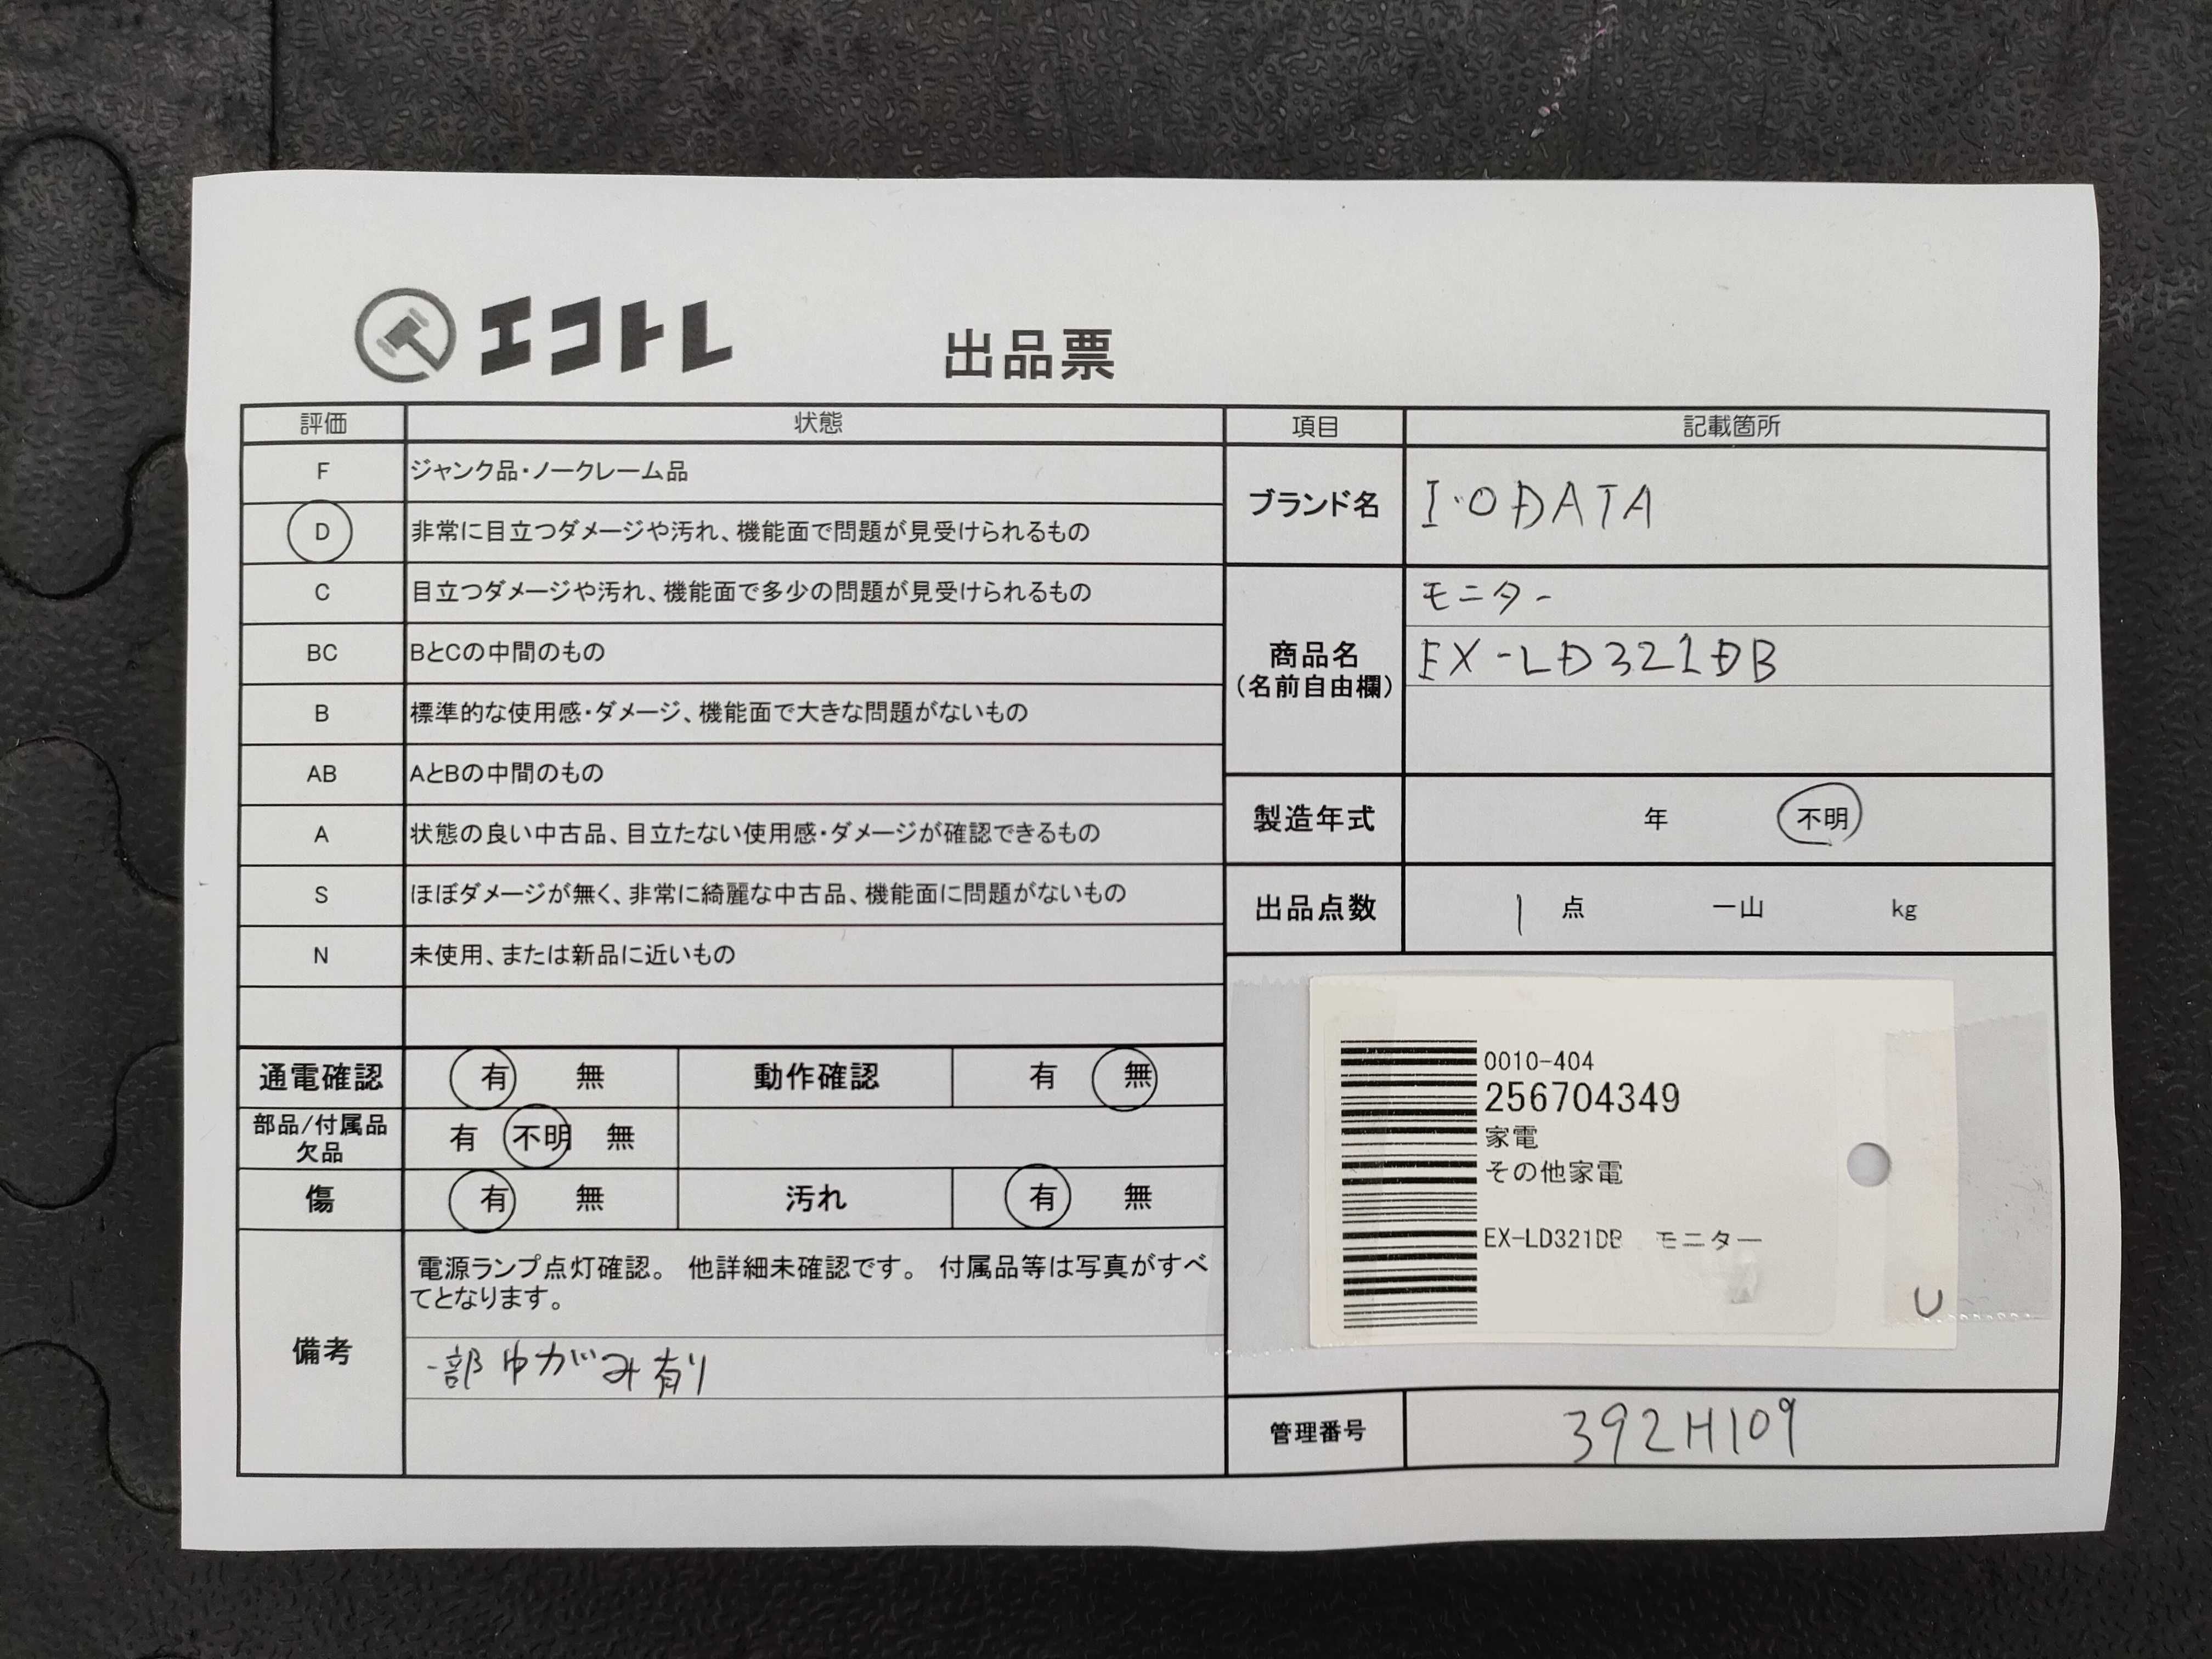 エコトレ
出品票
評価 状態
F ジャンク品・ノークレーム品
D 非常に目立つダメージや汚れ、機能面で問題が見受けられるもの
C 目立つダメージや汚れ、機能面で多少の問題が見受けられるもの
BC BとCの中間のもの
B 標準的な使用感・ダメージ、機能面で大きな問題がないもの
AB AとBの中間のもの
A 状態の良い中古品、目立たない使用感・ダメージが確認できるもの
S ほぼダメージが無く、非常に綺麗な中古品、機能面に問題がないもの
N 未使用、または新品に近いもの
通電確認 有 無 動作確認 有 無
部品/付属品
欠品
有 不明 無
傷 有 無 汚れ 有 無
備考
電源ランプ点灯確認。 他詳細未確認です。 付属品等は写真がすべ
てとなります。
一部ゆがみ有り
項目 記載箇所
ブランド名 I・O DATA
商品名
(名前自由欄)
モニター
EX-LD321DB
製造年式 年 不明
出品点数 1 点 一山 kg
0010-404
256704349
家電
その他家電
EX-LD321DB モニター
U
管理番号 392H109